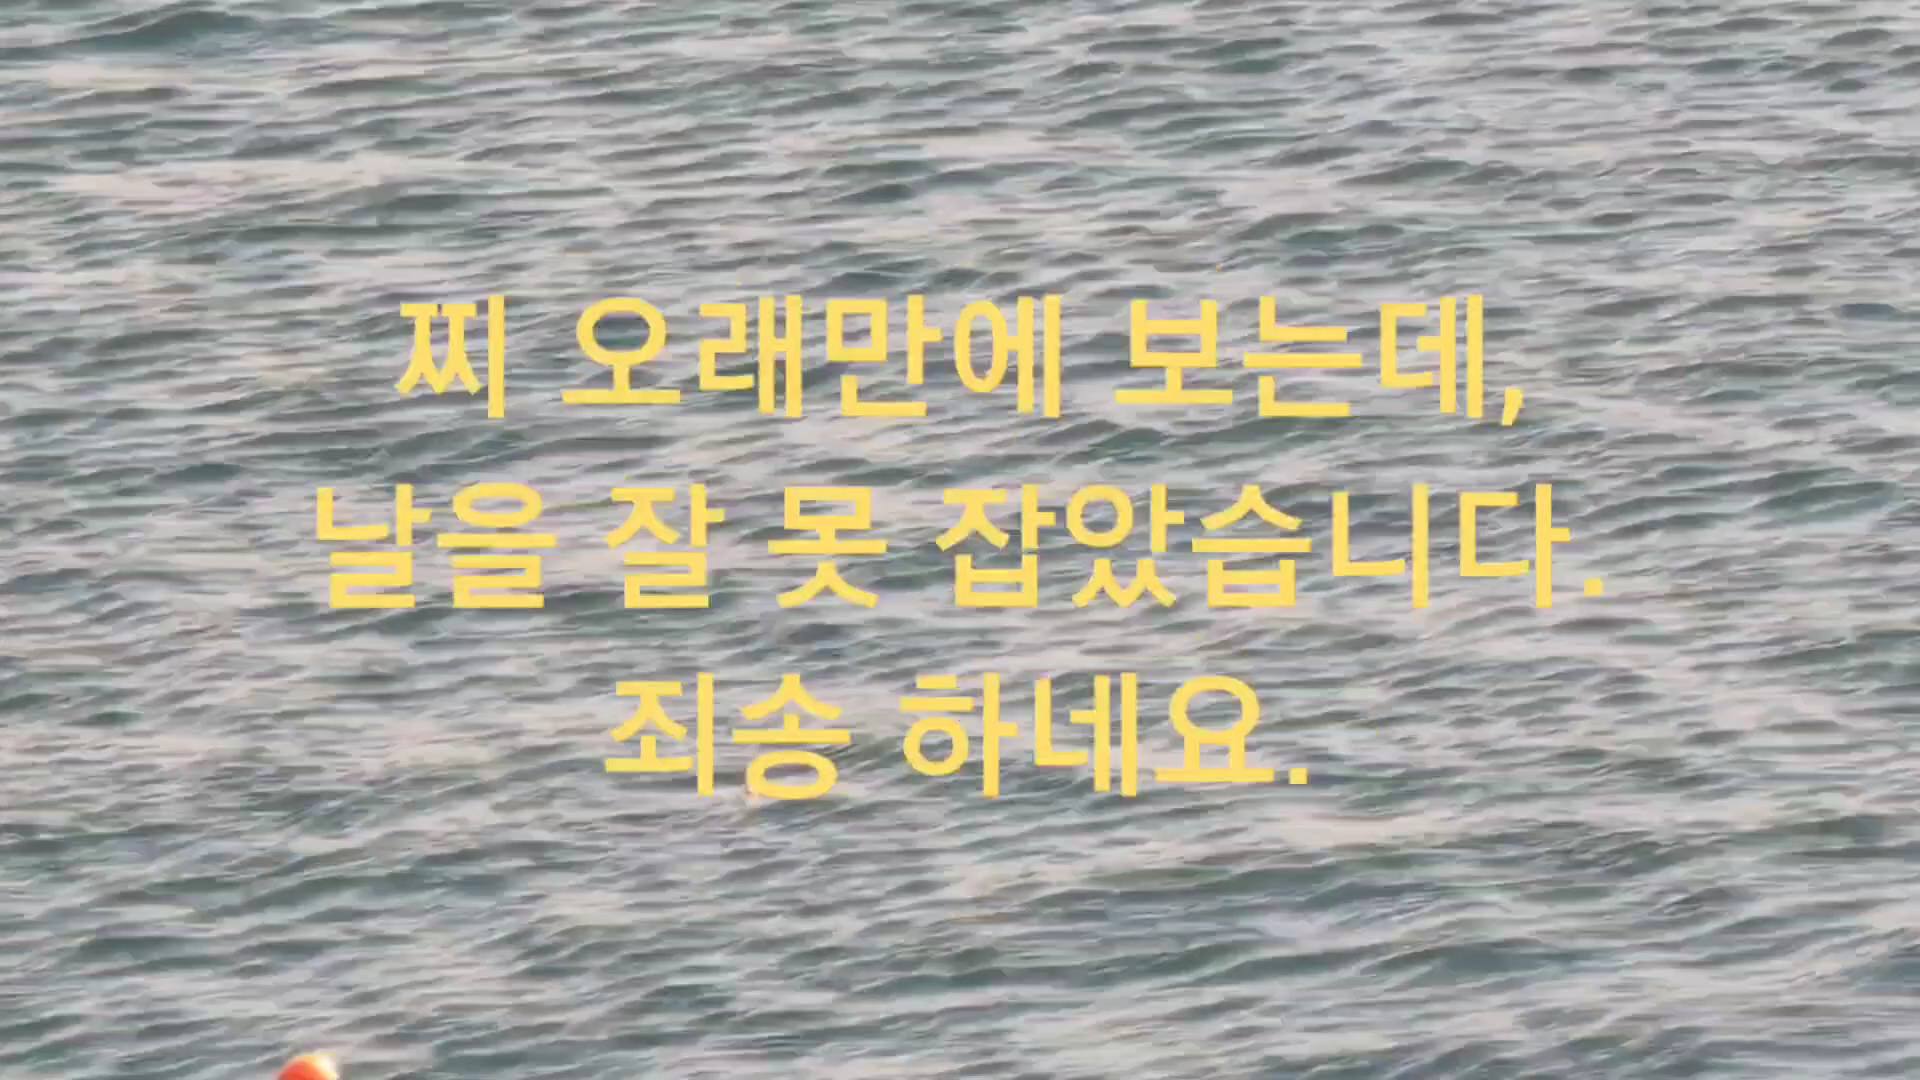 찌 오래만에 보는데,
날을 잘 못 잡았습니다.
죄송 하네요.